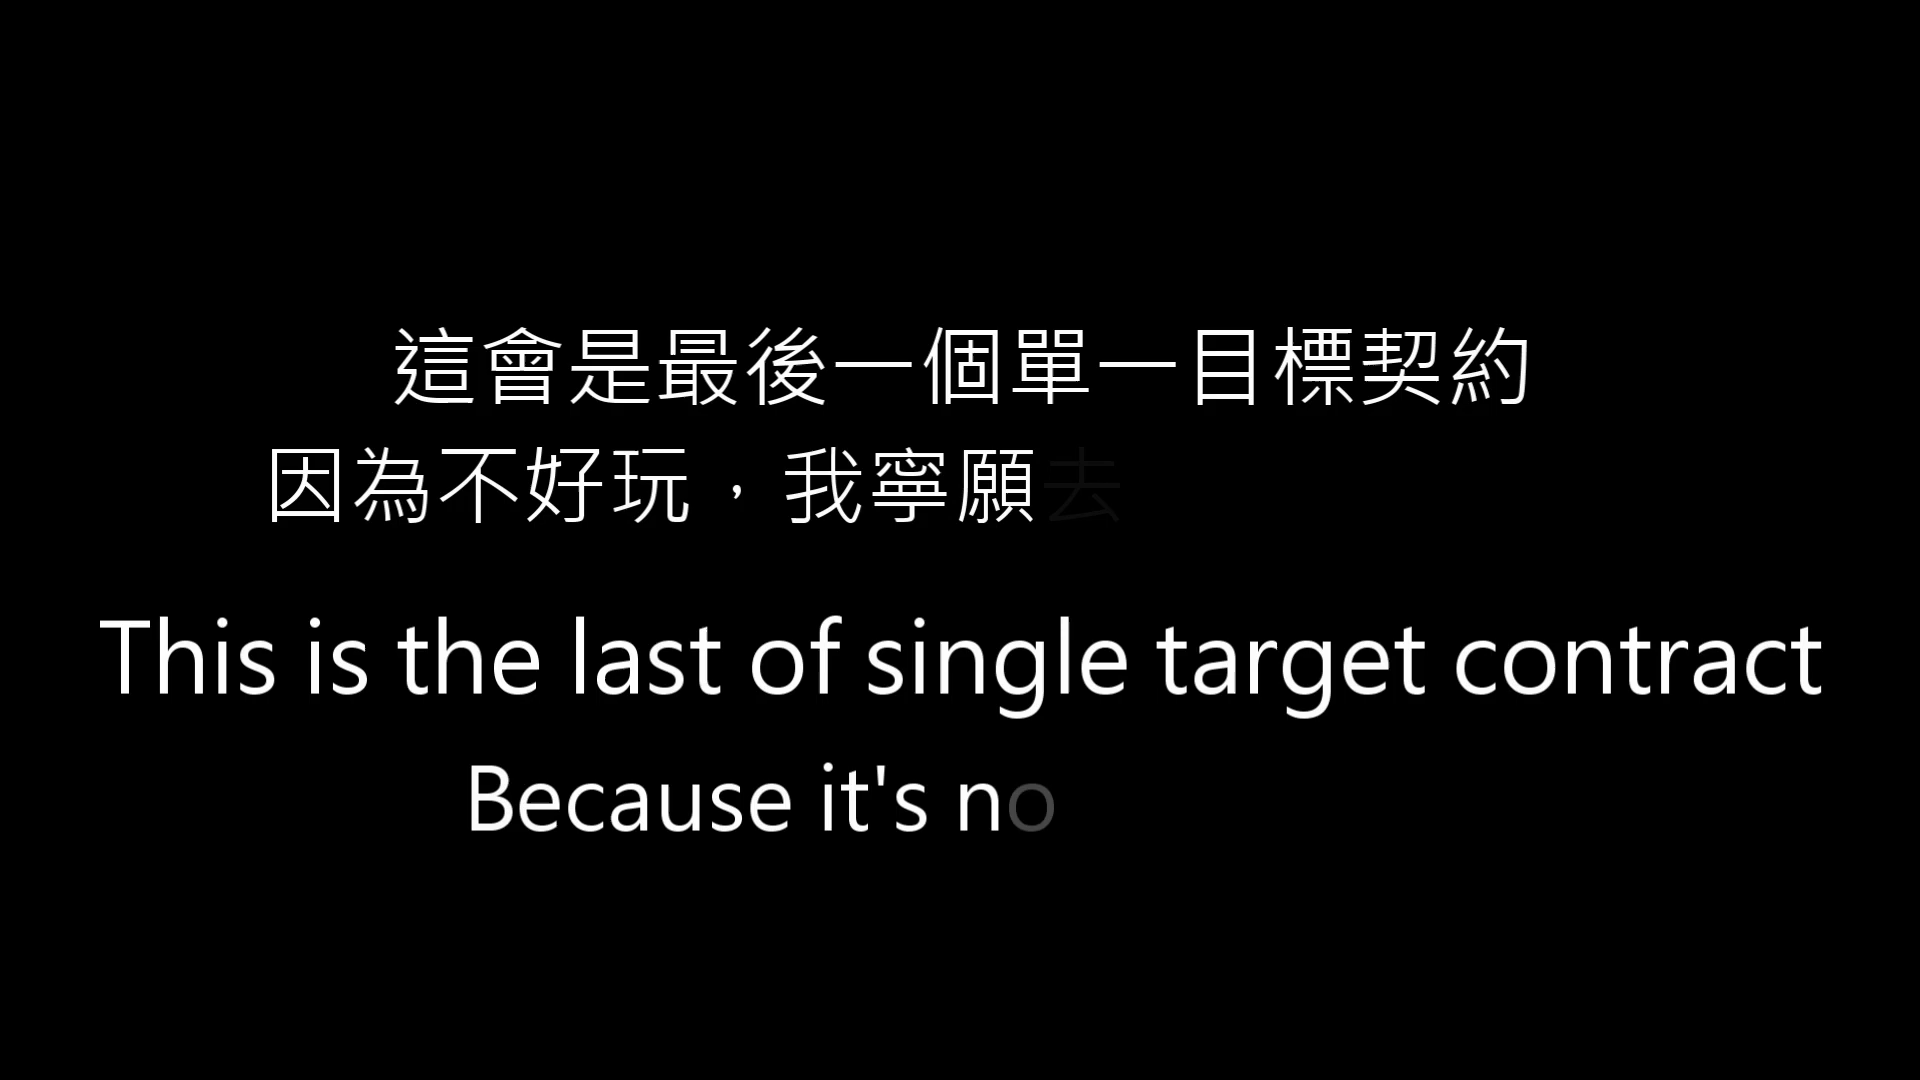 這會是最後一個單一目標契約
因為不好玩，我寧願去
This is the last of single target contract
Because it's no